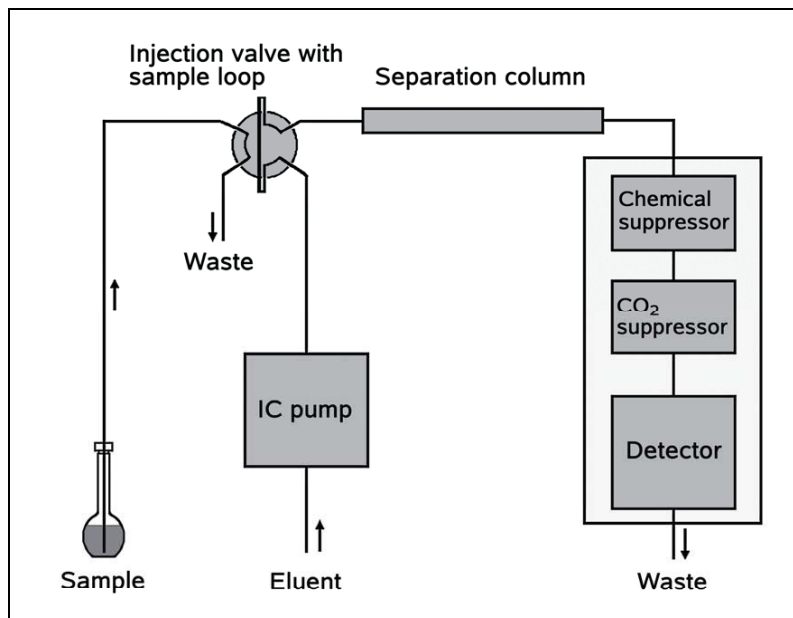 Injection valve with
sample loop
Separation column
Waste
Chemical
suppressor
CO₂
suppressor
IC pump
Detector
Sample
Eluent
Waste